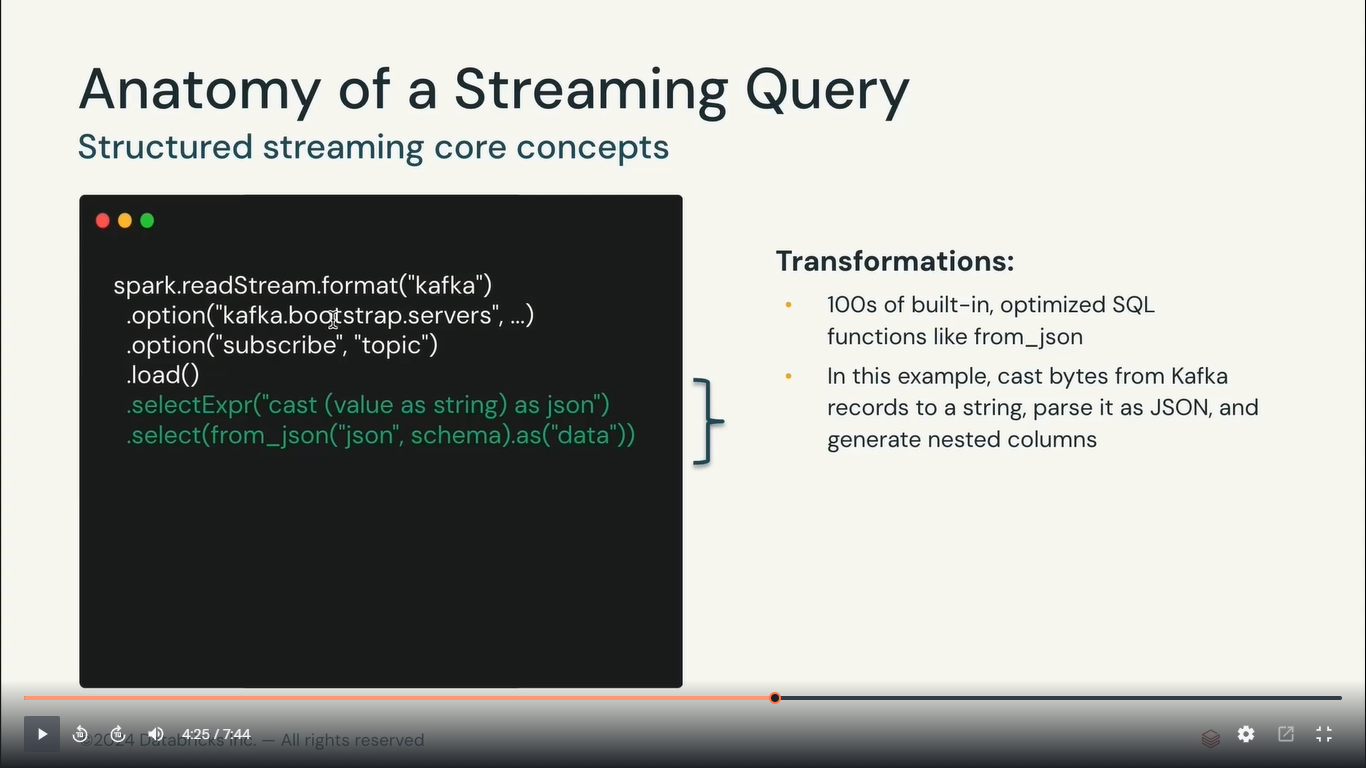 Anatomy of a Streaming Query
Structured streaming core concepts
spark.readStream.format("kafka")
.option("kafka.bootstrap.servers", ...)
.option("subscribe", "topic")
.load()
.selectExpr("cast (value as string) as json")
.select(from_json("json", schema).as("data"))
Transformations:
• 100s of built-in, optimized SQL
functions like from_json
• In this example, cast bytes from Kafka
records to a string, parse it as JSON, and
generate nested columns
10 10 4:25 / 7:44
©2024 Databricks Inc. — All rights reserved